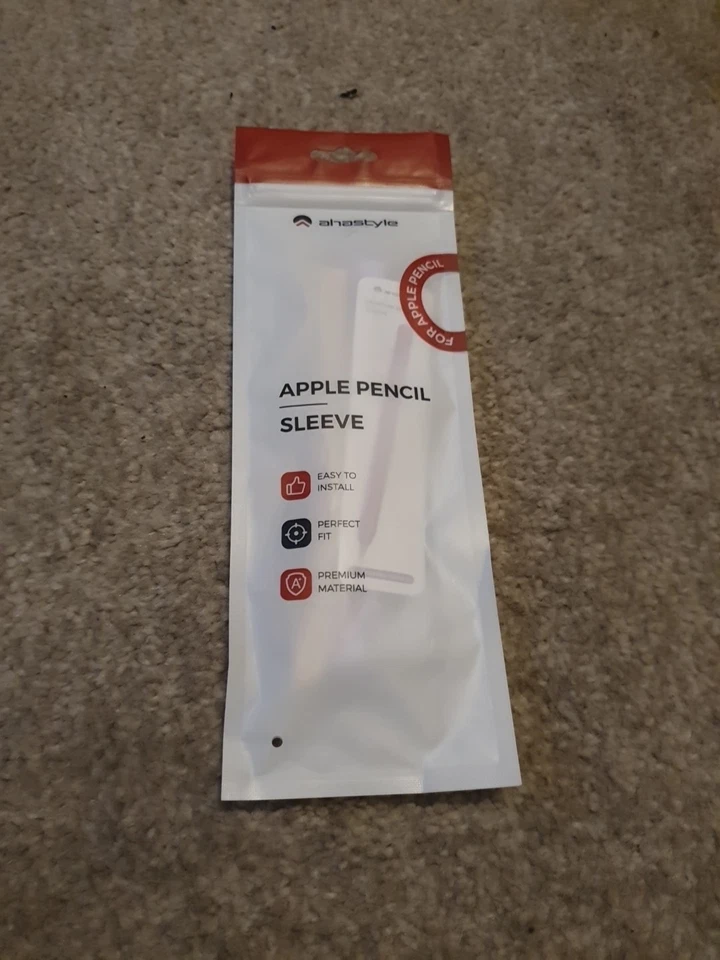 ahastyle
FOR APPLE PENCIL
APPLE PENCIL
SLEEVE
EASY TO
INSTALL
PERFECT
FIT
A+
PREMIUM
MATERIAL